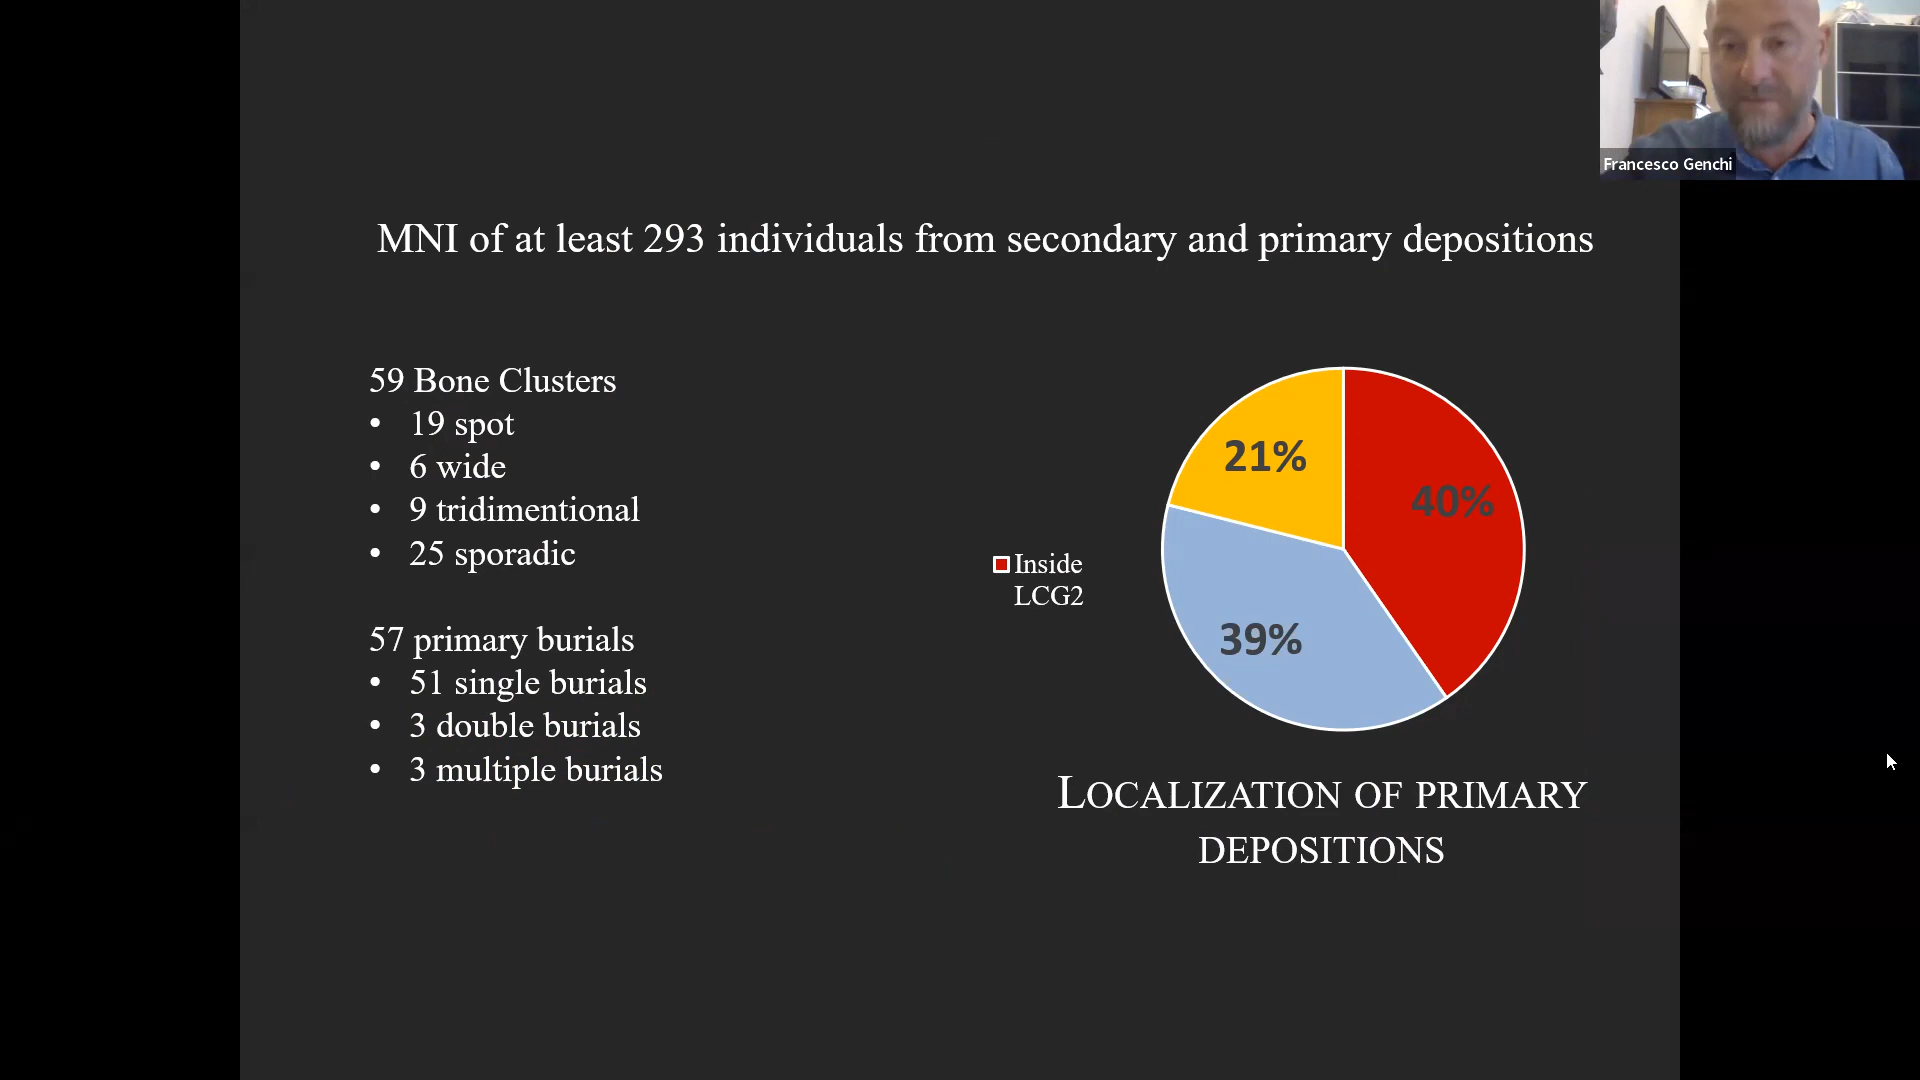 Francesco Genchi
MNI of at least 293 individuals from secondary and primary depositions
59 Bone Clusters
• 19 spot
• 6 wide
• 9 tridimentional
• 25 sporadic
57 primary burials
• 51 single burials
• 3 double burials
• 3 multiple burials
Inside
LCG2
21%
40%
39%
LOCALIZATION OF PRIMARY
DEPOSITIONS